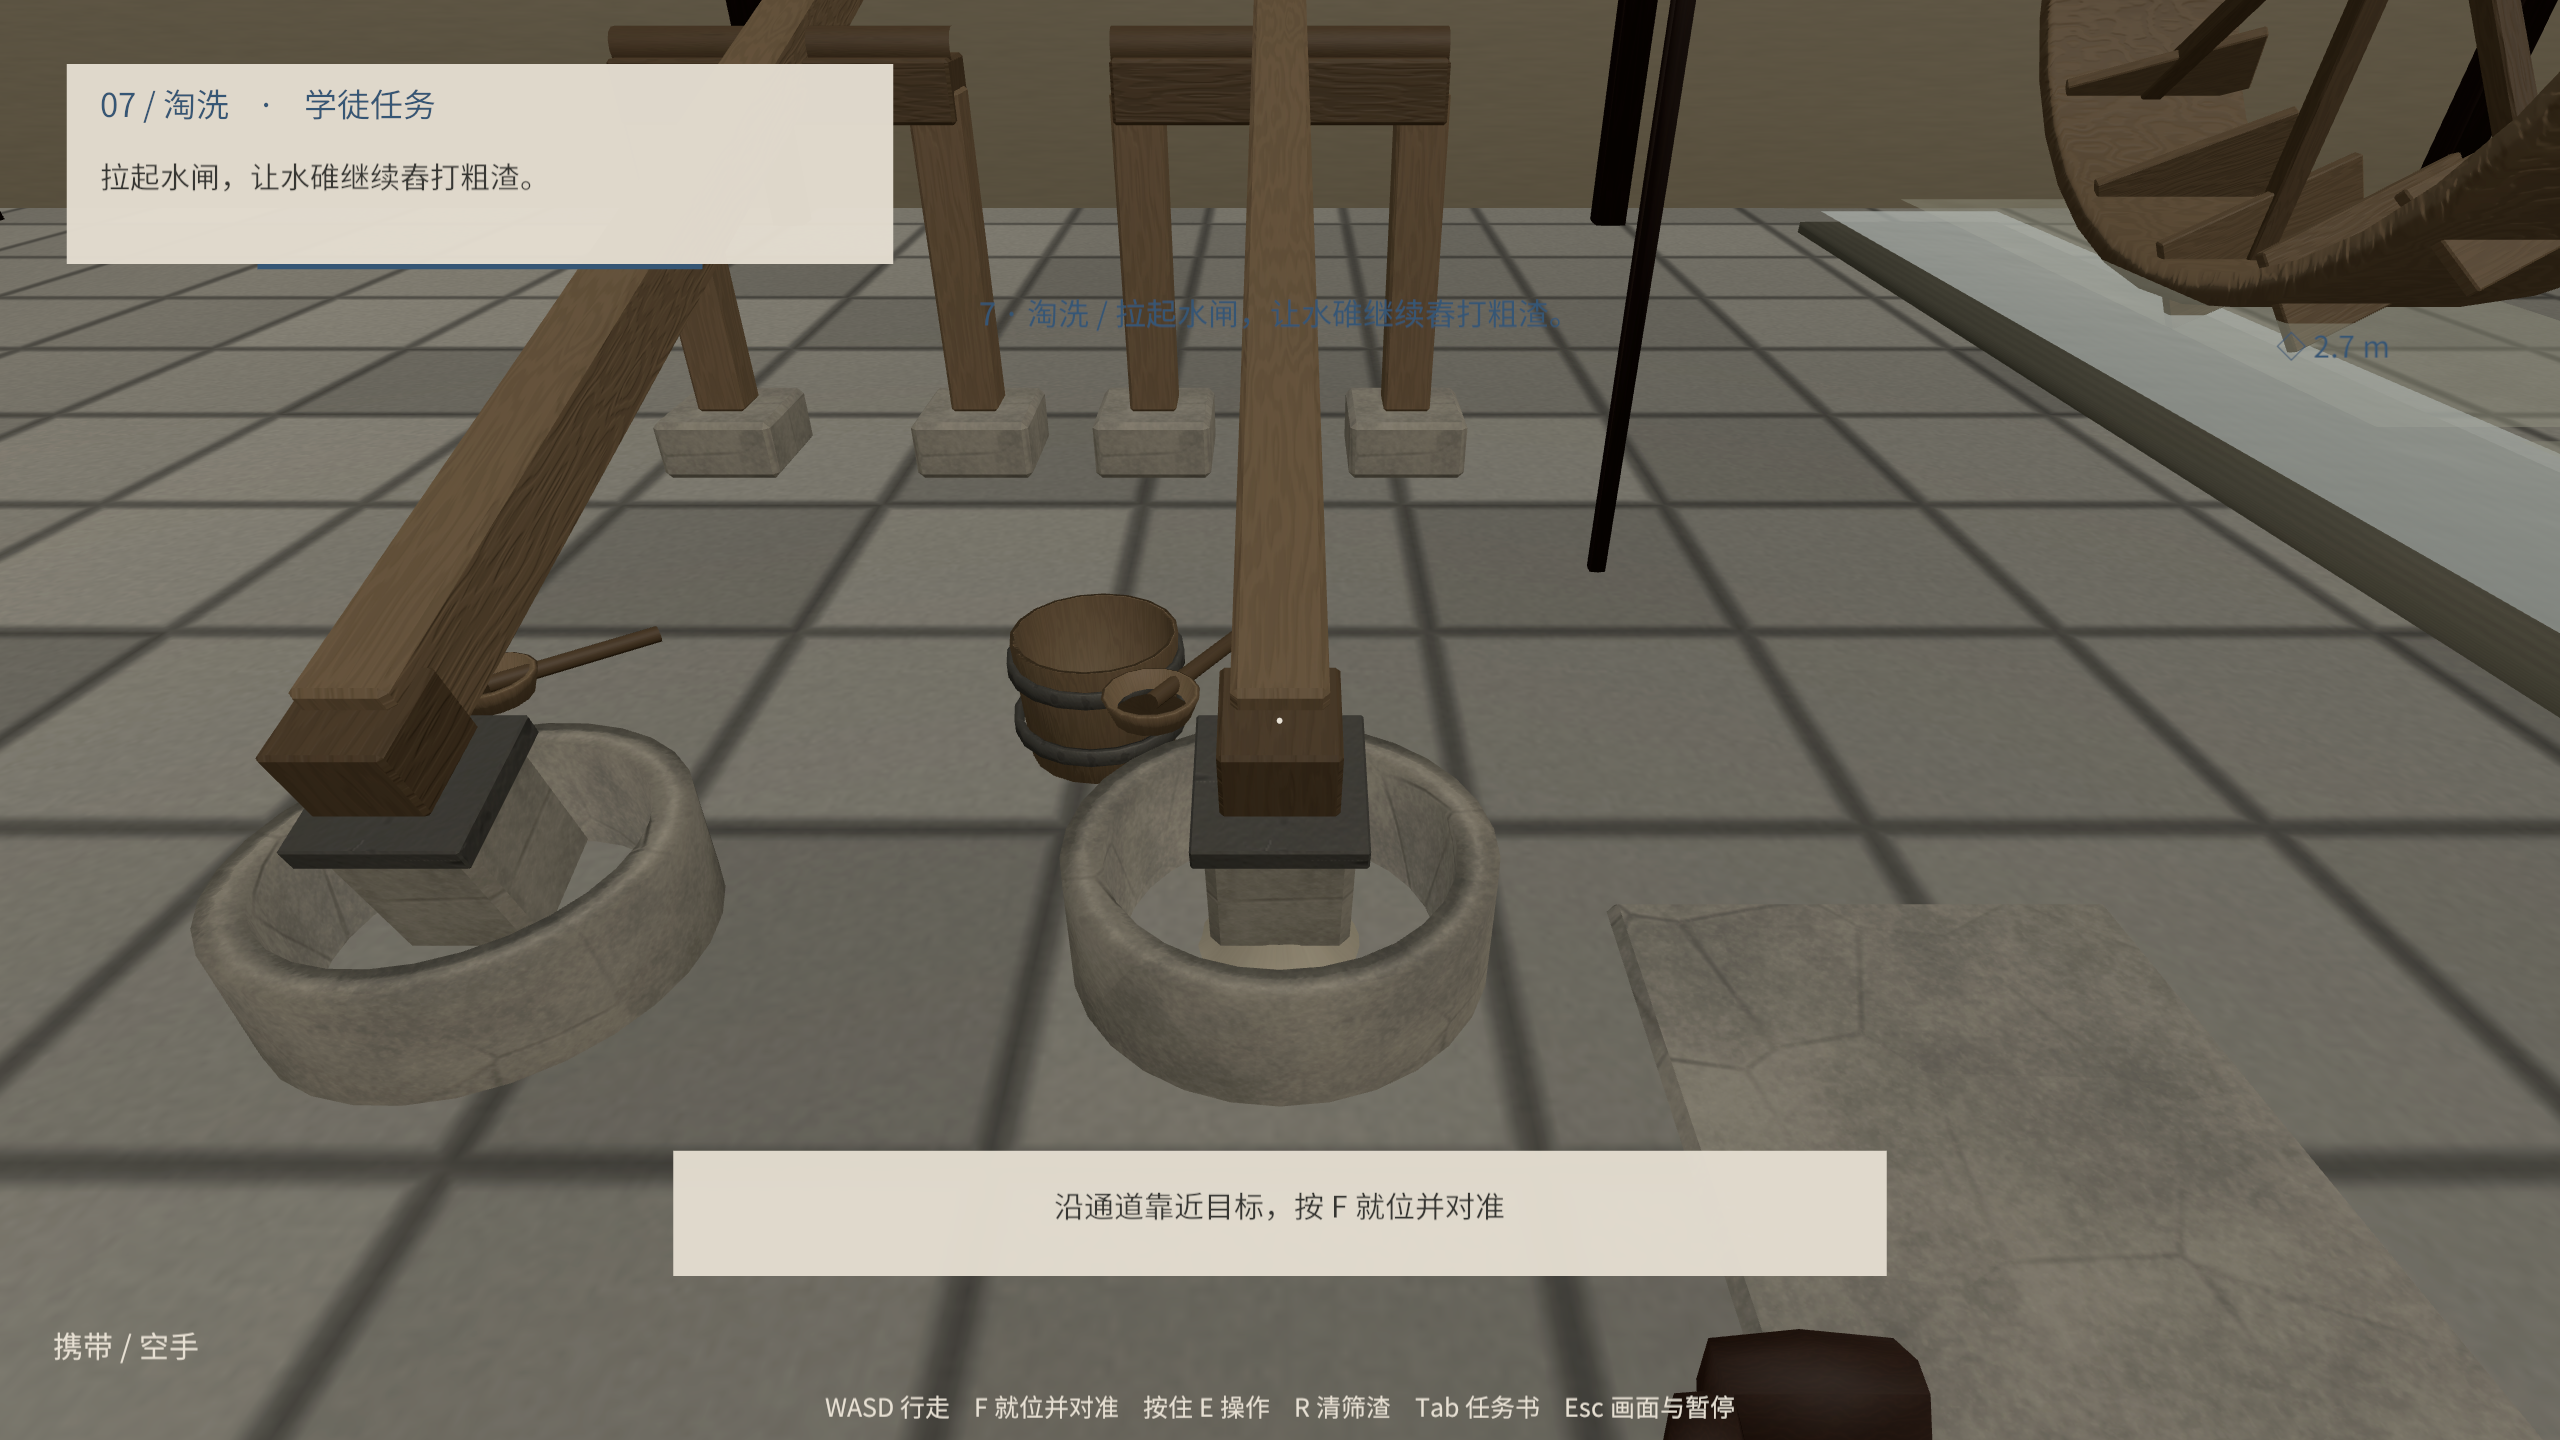 07 / 淘洗 · 学徒任务
拉起水闸，让水碓继续舂打粗渣。
7 · 淘洗 / 拉起水闸，让水碓继续舂打粗渣。
2.7 m
沿通道靠近目标，按 F 就位并对准
携带 / 空手
WASD 行走 F 就位并对准 按住 E 操作 R 清筛渣 Tab 任务书 Esc 画面与暂停